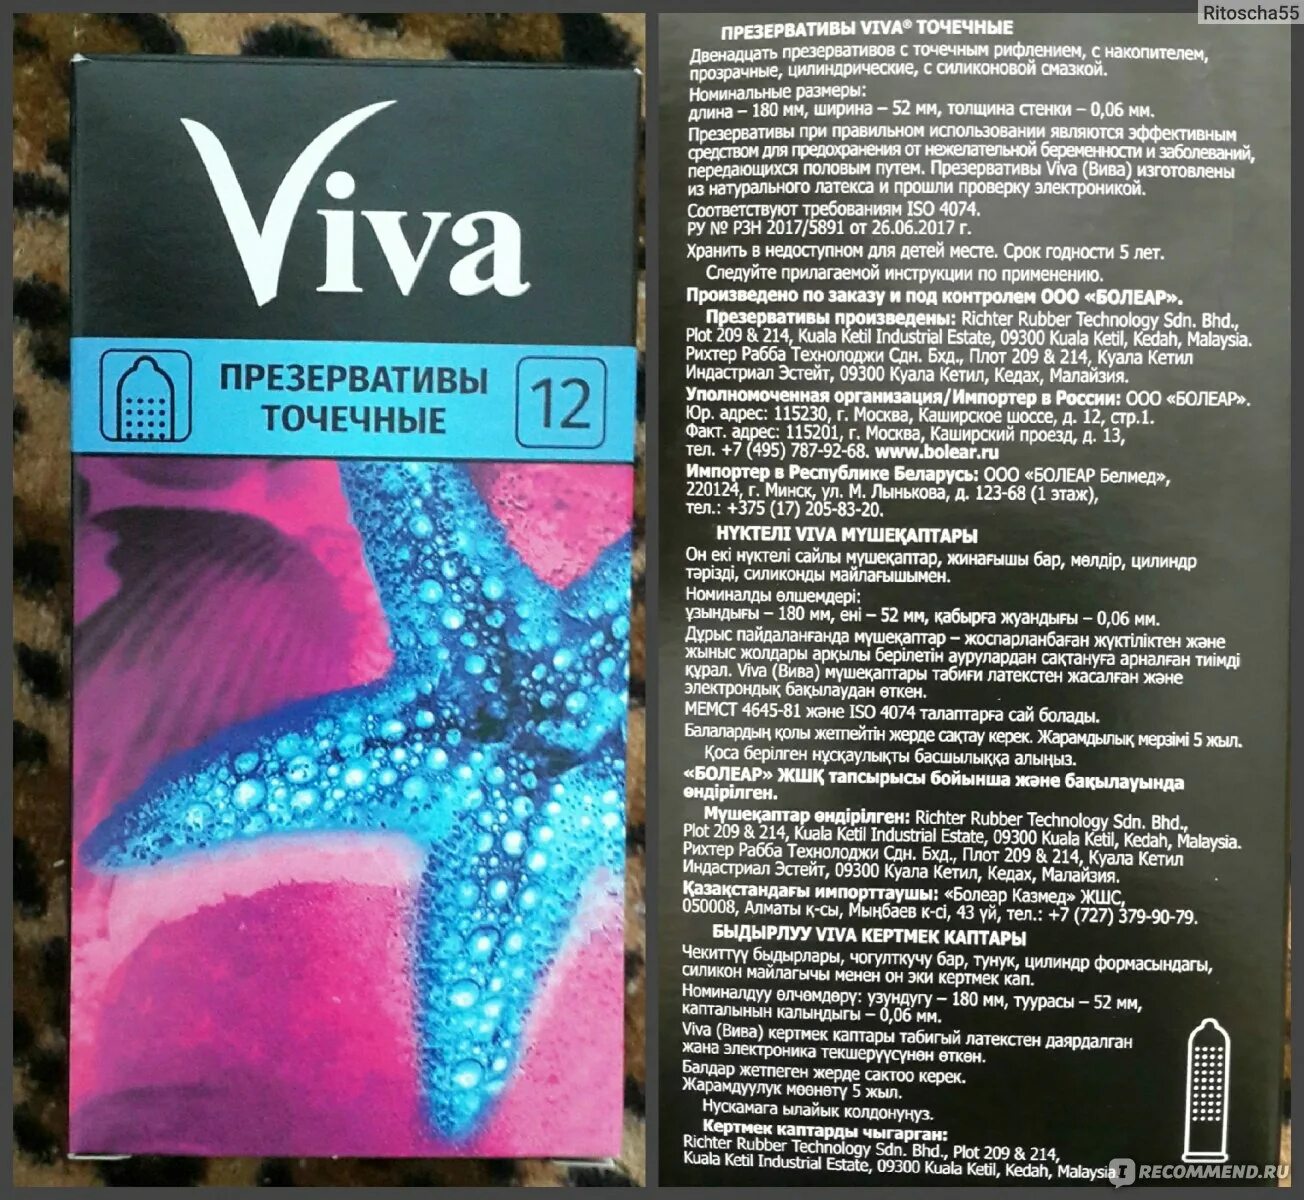 Ritoscha55
Viva
ПРЕЗЕРВАТИВЫ
ТОЧЕЧНЫЕ
12
ПРЕЗЕРВАТИВЫ VIVA® ТОЧЕЧНЫЕ
Двенадцать презервативов с точечным рифлением, с накопителем,
прозрачные, цилиндрические, с силиконовой смазкой.
Номинальные размеры:
длина – 180 мм, ширина – 52 мм, толщина стенки – 0,06 мм.
Презервативы при правильном использовании являются эффективным
средством для предохранения от нежелательной беременности и заболеваний,
передающихся половым путем. Презервативы Viva (Вива) изготовлены
из натурального латекса и прошли проверку электроникой.
Соответствуют требованиям ISO 4074.
РУ № РЗН 2017/5891 от 26.06.2017 г.
Хранить в недоступном для детей месте. Срок годности 5 лет.
Следуйте прилагаемой инструкции по применению.
Произведено по заказу и под контролем ООО «БОЛЕАР».
Презервативы произведены: Richter Rubber Technology Sdn. Bhd.,
Plot 209 & 214, Kuala Ketil Industrial Estate, 09300 Kuala Ketil, Kedah, Malaysia.
Рихтер Рабба Технолоджи Сдн. Бхд., Плот 209 & 214, Куала Кетил
Индастриал Эстейт, 09300 Куала Кетил, Кедах, Малайзия.
Уполномоченная организация/Импортер в России: ООО «БОЛЕАР».
Юр. адрес: 115230, г. Москва, Каширское шоссе, д. 12, стр.1.
Факт. адрес: 115201, г. Москва, Каширский проезд, д. 13,
тел. +7 (495) 787-92-68. www.bolear.ru
Импортер в Республике Беларусь: ООО «БОЛЕАР Белмед»,
220124, г. Минск, ул. М. Лынькова, д. 123-68 (1 этаж),
тел.: +375 (17) 205-83-20.
НҮКТЕЛІ VIVA МҮШЕҚАПТАРЫ
Он екі нүктелі сайлы мүшеқаптар, жинағышы бар, мөлдір, цилиндр
тәрізді, силиконды майлағышымен.
Номиналды өлшемдері:
ұзындығы – 180 мм, ені – 52 мм, қабырға жуандығы – 0,06 мм.
Дұрыс пайдаланғанда мүшеқаптар – жоспарланбаған жүктіліктен және
жыныс жолдары арқылы берілетін аурулардан сақтануға арналған тиімді
құрал. Viva (Вива) мүшеқаптары табиғи латекстен жасалған және
электрондық бақылаудан өткен.
МЕМСТ 4645-81 және ISO 4074 талаптарға сай болады.
Балалардың қолы жетпейтін жерде сақтау керек. Жарамдылық мерзімі 5 жыл.
Қоса берілген нұсқаулықты басшылыққа алыңыз.
«БОЛЕАР» ЖШҚ тапсырысы бойынша және бақылауында
өндірілген.
Мүшеқаптар өндірілген: Richter Rubber Technology Sdn. Bhd.,
Plot 209 & 214, Kuala Ketil Industrial Estate, 09300 Kuala Ketil, Kedah, Malaysia.
Рихтер Рабба Технолоджи Сдн. Бхд., Плот 209 & 214, Куала Кетил
Индастриал Эстейт, 09300 Куала Кетил, Кедах, Малайзия.
Қазақстандағы импорттаушы: «Болеар Казмед» ЖШС,
050008, Алматы қ-сы, Мыңбаев к-сі, 43 үй, тел.: +7 (727) 379-90-79.
БЫДЫРЛУУ VIVA КЕРТМЕК КАПТАРЫ
Чекиттүү быдырлары, чогулткучу бар, тунук, цилиндр формасындагы,
силикон майлагычы менен он эки кертмек кап.
Номиналдуу өлчөмдөрү: узундугу – 180 мм, туурасы – 52 мм,
капталынын калыңдыгы – 0,06 мм.
Viva (Вива) кертмек каптары табигый латекстен даярдалган
жана электроника текшерүүсүнөн өткөн.
Балдар жетпеген жерде сактоо керек.
Жарамдуулук мөөнөтү 5 жыл.
Нускамага ылайык колдонуңуз.
Кертмек каптарды чыгарган:
Richter Rubber Technology Sdn. Bhd., Plot 209 & 214,
Kuala Ketil Industrial Estate, 09300 Kuala Ketil, Kedah, Malaysia
IRECOMMEND.RU